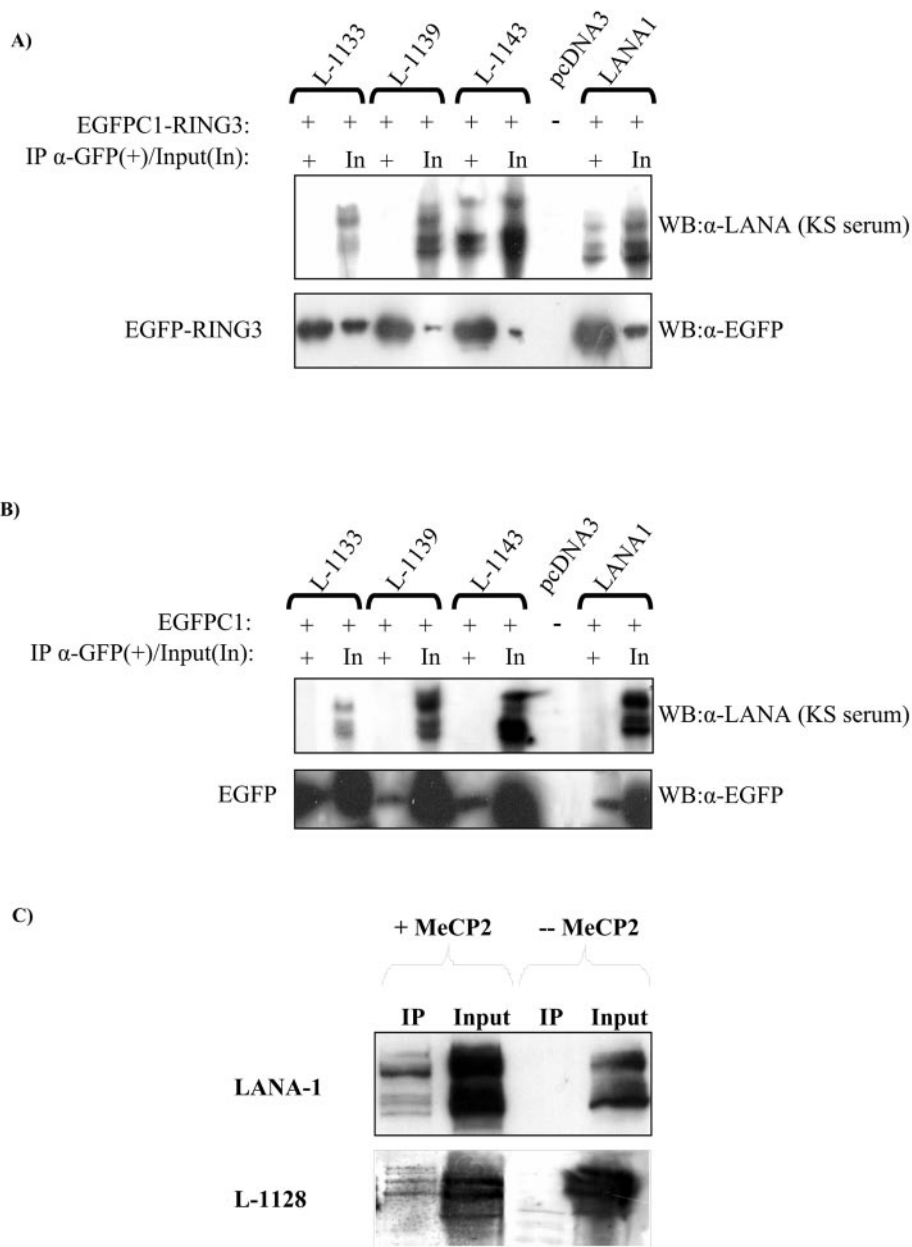 A)
L-1133 L-1139 L-1143 pcDNA3 LANA1
EGFPC1-RING3: + + + + + + - + +
IP α-GFP(+)/Input(In): + In + In + In + In
WB:α-LANA (KS serum)
EGFP-RING3 WB:α-EGFP
B)
L-1133 L-1139 L-1143 pcDNA3 LANA1
EGFPC1: + + + + + + - + +
IP α-GFP(+)/Input(In): + In + In + In + In
WB:α-LANA (KS serum)
EGFP WB:α-EGFP
C)
+ MeCP2 -- MeCP2
IP Input IP Input
LANA-1
L-1128